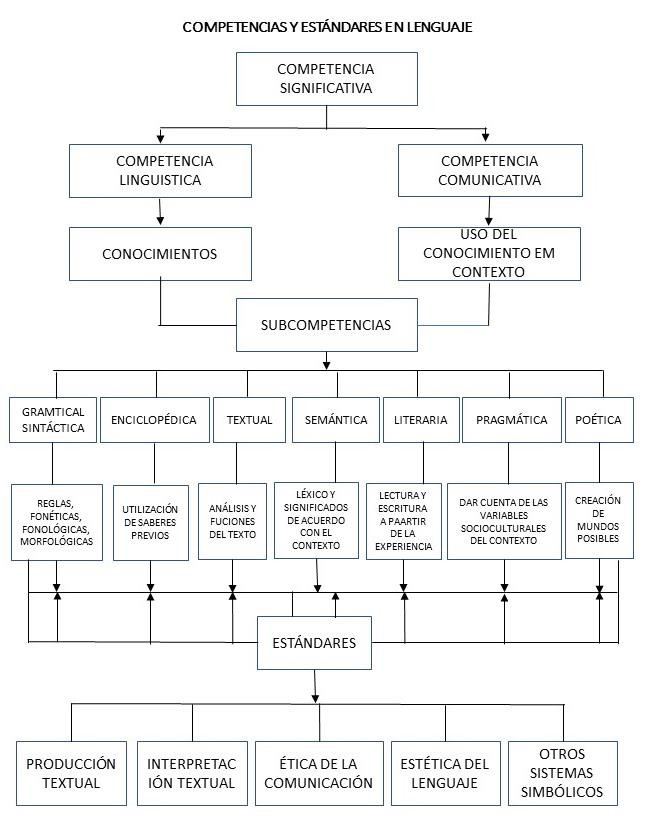 COMPETENCIAS Y ESTÁNDARES EN LENGUAJE
COMPETENCIA
SIGNIFICATIVA
COMPETENCIA
LINGUISTICA
COMPETENCIA
COMUNICATIVA
CONOCIMIENTOS
USO DEL
CONOCIMIENTO EM
CONTEXTO
SUBCOMPETENCIAS
GRAMTICAL
SINTÁCTICA
ENCICLOPÉDICA
TEXTUAL
SEMÁNTICA
LITERARIA
PRAGMÁTICA
POÉTICA
REGLAS,
FONÉTICAS,
FONOLÓGICAS,
MORFOLÓGICAS
UTILIZACIÓN
DE SABERES
PREVIOS
ANÁLISIS Y
FUCIONES
DEL TEXTO
LÉXICO Y
SIGNIFICADOS
DE ACUERDO
CON EL
CONTEXTO
LECTURA Y
ESCRITURA
A PAARTIR
DE LA
EXPERIENCIA
DAR CUENTA DE LAS
VARIABLES
SOCIOCULTURALES
DEL CONTEXTO
CREACIÓN
DE
MUNDOS
POSIBLES
ESTÁNDARES
PRODUCCIÓN
TEXTUAL
INTERPRETAC
IÓN TEXTUAL
ÉTICA DE LA
COMUNICACIÓN
ESTÉTICA DEL
LENGUAJE
OTROS
SISTEMAS
SIMBÓLICOS